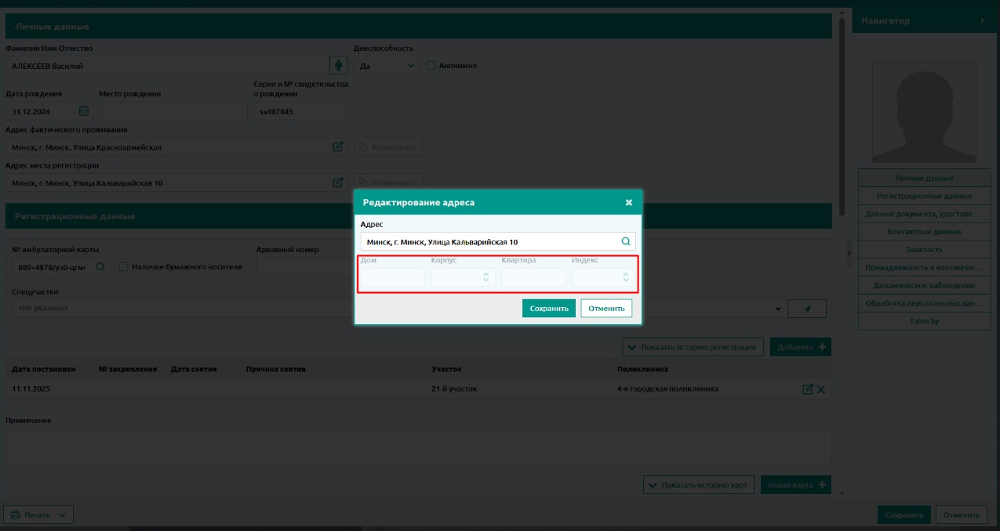 Личные данные
Навигатор
Фамилия Имя Отчество
Дееспособность
АЛЕКСЕЕВ Василий
Да
Анонимно
Дата рождения
Место рождения
Серия и № свидетельства
о рождении
31.12.2024
sv487845
Адрес фактического проживания
Минск, г. Минск, Улица Красноармейская
Копировать
Адрес места регистрации
Минск, г. Минск, Улица Кальварийская 10
Копировать
Личные данные
Регистрационные данные
Данные документа, удостове...
Контактные данные
Занятость
Принадлежность к континген...
Динамическое наблюдение
Обработка персональных дан...
Talon.by
Редактирование адреса
Адрес
Минск, г. Минск, Улица Кальварийская 10
Дом
Корпус
Квартира
Индекс
Сохранить
Отменить
Регистрационные данные
№ амбулаторной карты
Архивный номер
Наличие бумажного носителя
Спецучастки
<Не указаны>
Показать историю регистрации
Добавить
Дата постановки
№ закрепления
Дата снятия
Причина снятия
Участок
Поликлиника
11.11.2025
21-й участок
4-я городская поликлиника
Примечание
Показать историю карт
Новая карта
Печать
Сохранить
Отменить